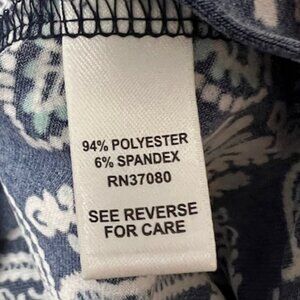 94% POLYESTER
6% SPANDEX
RN37080
SEE REVERSE
FOR CARE